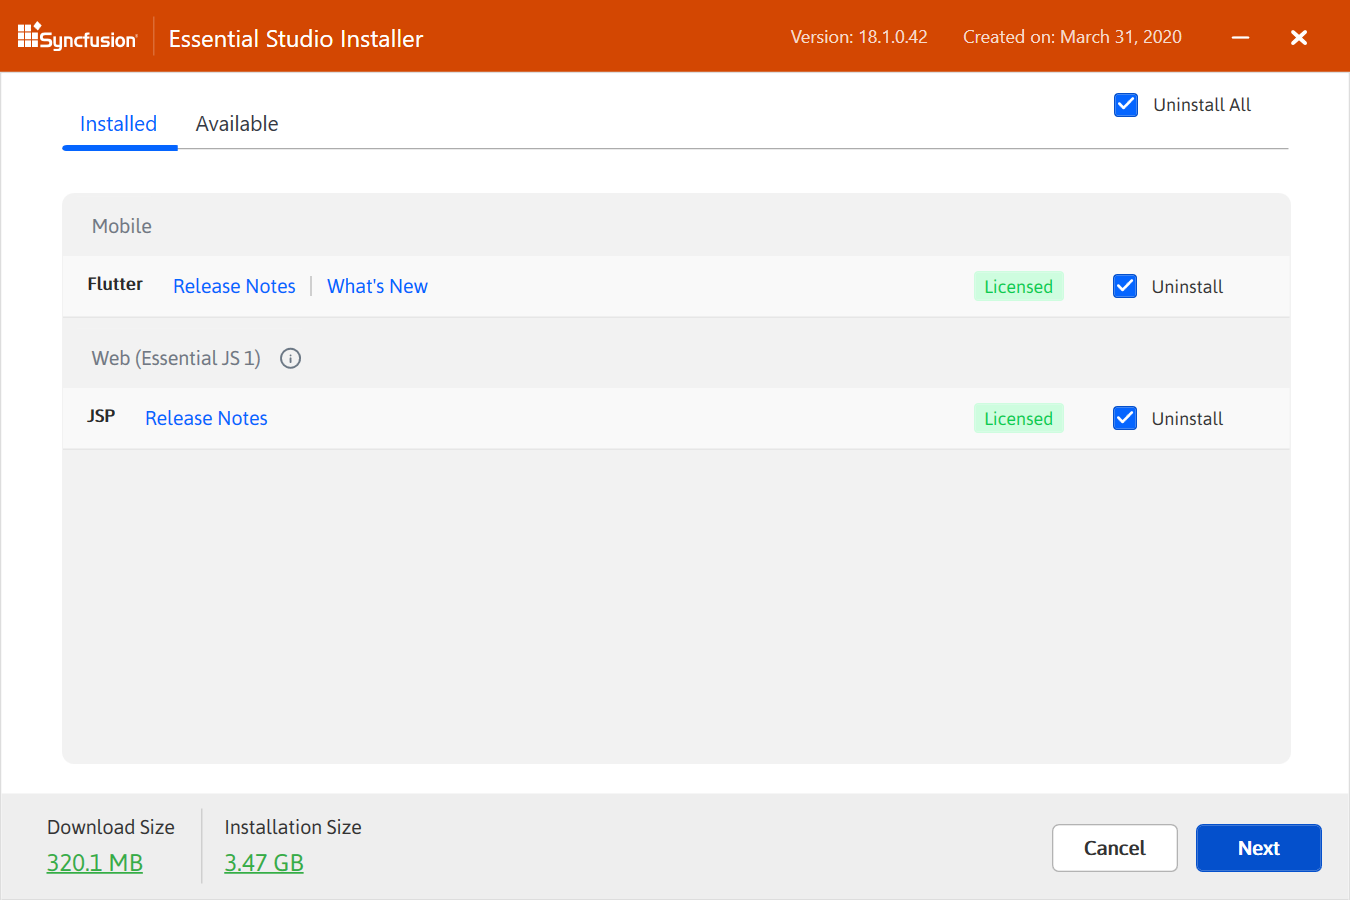 Syncfusion Essential Studio Installer Version: 18.1.0.42 Created on: March 31, 2020
Installed Available Uninstall All
Mobile
Flutter Release Notes What's New Licensed Uninstall
Web (Essential JS 1)
JSP Release Notes Licensed Uninstall
Download Size Installation Size
320.1 MB 3.47 GB
Cancel Next